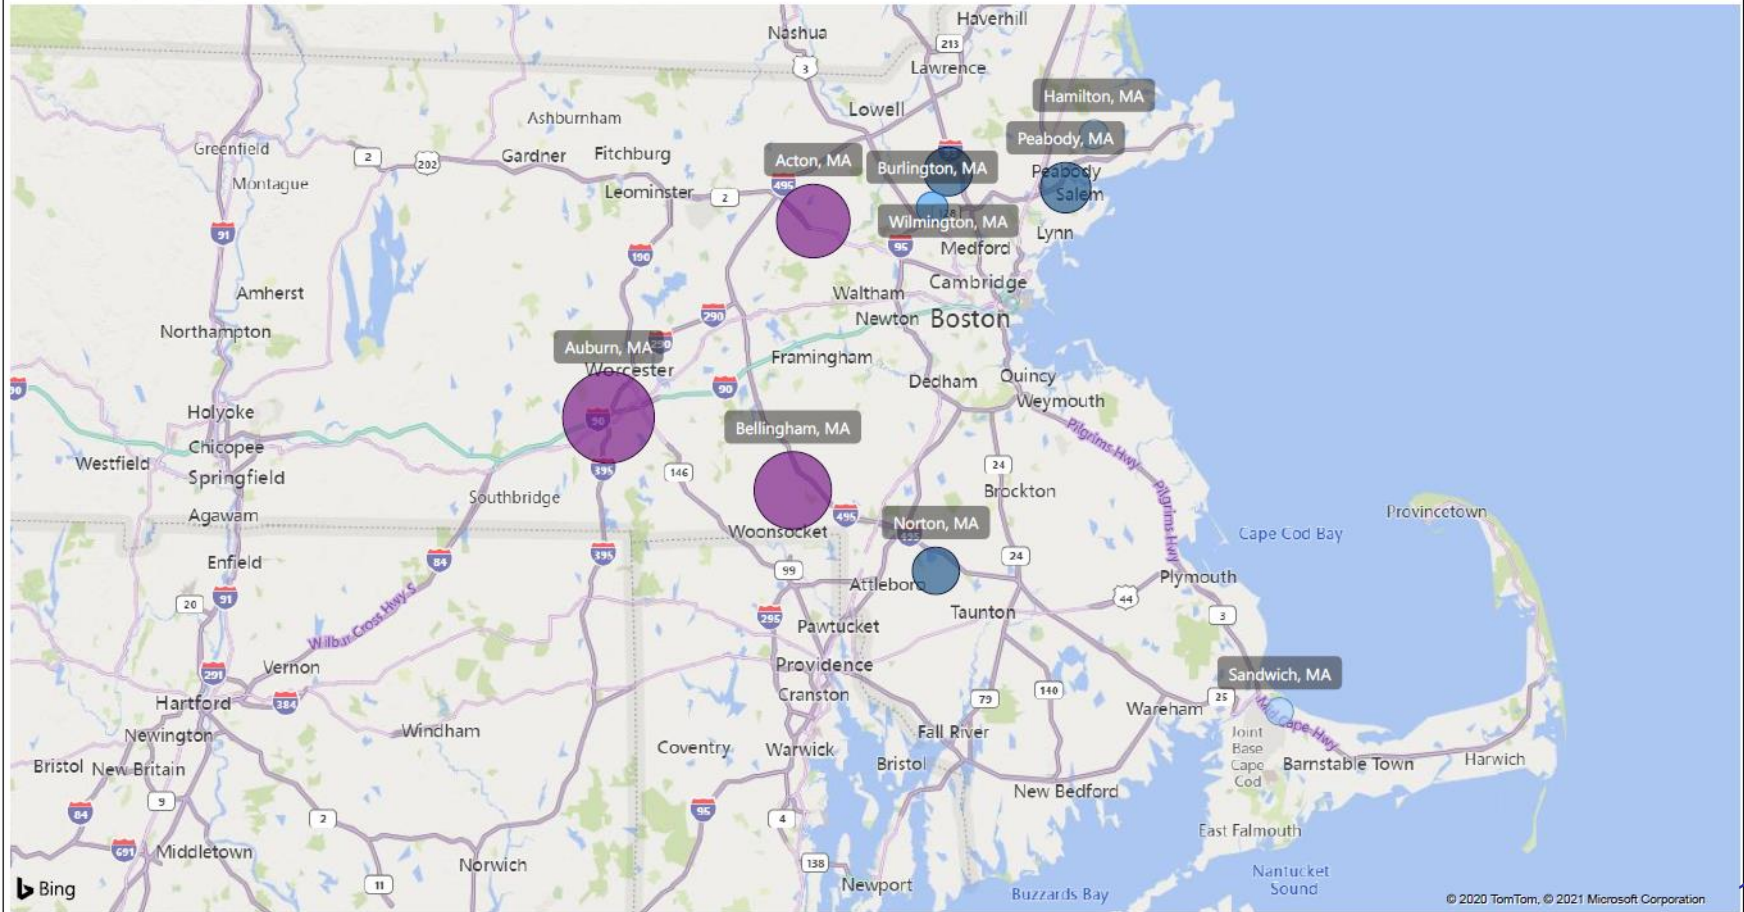 Haverhill
Nashua
213
3
Lawrence
Hamilton, MA
Lowell
Ashburnham
Peabody, MA
Greenfield
2
202
Gardner
Fitchburg
Acton, MA
Burlington, MA
Peabody
Montague
Leominster
2
495
Salem
Wilmington, MA
Lynn
91
190
95
Medford
Cambridge
Amherst
Waltham
290
Northampton
Newton
Boston
Auburn, MA
290
Framingham
Worcester
Dedham
Quincy
90
Weymouth
Holyoke
90
Bellingham, MA
Pilgrims Hwy
Chicopee
Westfield
Springfield
395
146
24
Southbridge
Brockton
Pilgrims Hwy
Agawam
495
Norton, MA
Provincetown
Woonsocket
495
Cape Cod Bay
Enfield
84
395
99
24
Plymouth
20
91
Attleboro
44
Wilbur Cross Hwy S
295
Pawtucket
Taunton
3
Vernon
Providence
291
Sandwich, MA
Hartford
384
Cranston
79
140
Wareham
25
Mid Cape Hwy
Newington
Windham
Coventry
Warwick
Fall River
Joint
Base
Cape
Cod
Bristol
New Britain
Bristol
Barnstable Town
Harwich
9
84
95
New Bedford
2
4
East Falmouth
691
Middletown
Norwich
138
Nantucket
Sound
Bing
11
Newport
Buzzards Bay
© 2020 TomTom, © 2021 Microsoft Corporation